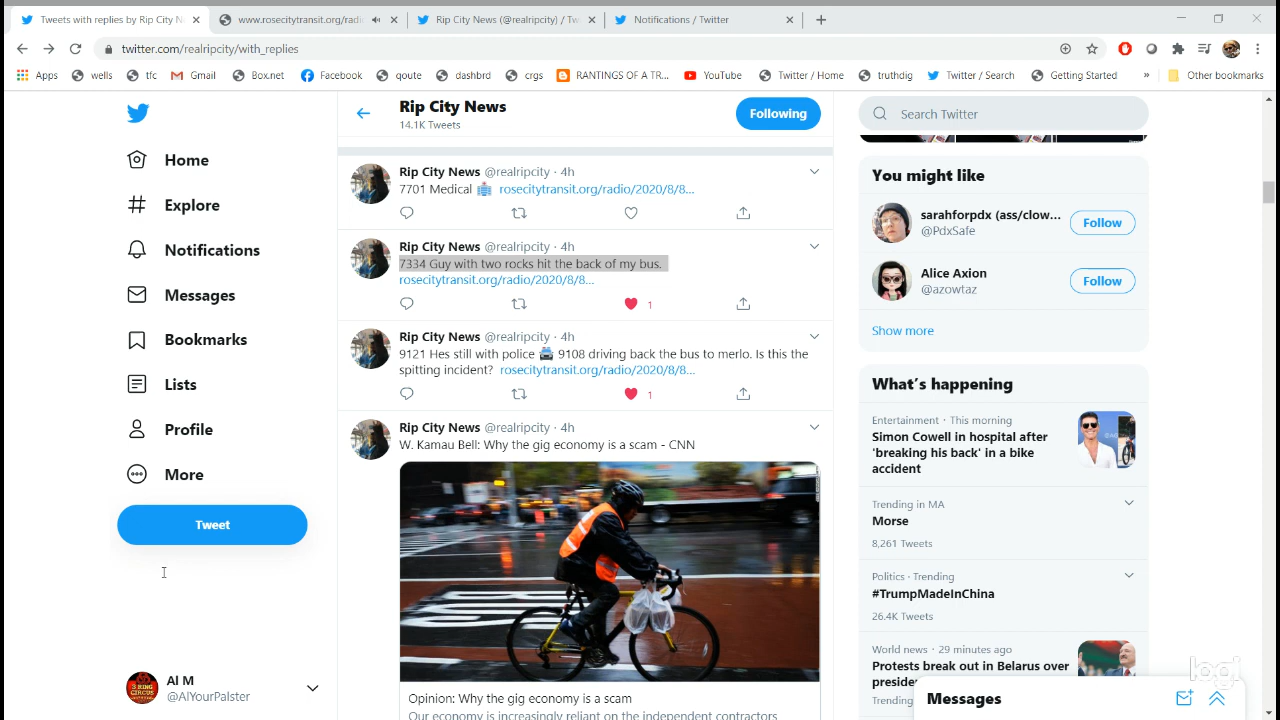 Tweets with replies by Rip City N
www.rosecitytransit.org/radi
Rip City News (@realripcity) / Tw
Notifications / Twitter
twitter.com/realripcity/with_replies
Apps
wells
tfc
Gmail
Box.net
Facebook
qoute
dashbrd
crgs
RANTINGS OF A TR...
YouTube
Twitter / Home
truthdig
Twitter / Search
Getting Started
»
Other bookmarks
Home
Explore
Notifications
Messages
Bookmarks
Lists
Profile
More
Tweet
Al M
@AlYourPalster
Rip City News
14.1K Tweets
Following
Rip City News @realripcity · 4h
7701 Medical 🏥 rosecitytransit.org/radio/2020/8/8...
Rip City News @realripcity · 4h
7334 Guy with two rocks hit the back of my bus.
rosecitytransit.org/radio/2020/8/8...
1
Rip City News @realripcity · 4h
9121 Hes still with police 🚔 9108 driving back the bus to merlo. Is this the
spitting incident? rosecitytransit.org/radio/2020/8/8...
1
Rip City News @realripcity · 4h
W. Kamau Bell: Why the gig economy is a scam - CNN
Opinion: Why the gig economy is a scam
Our economy is increasingly reliant on the independent contractors
Search Twitter
You might like
sarahforpdx (ass/clow...
@PdxSafe
Follow
Alice Axion
@azowtaz
Follow
Show more
What's happening
Entertainment · This morning
Simon Cowell in hospital after
'breaking his back' in a bike
accident
Trending in MA
Morse
8,261 Tweets
Politics · Trending
#TrumpMadeInChina
26.4K Tweets
World news · 29 minutes ago
Protests break out in Belarus over
preside
Trending
Messages
logi